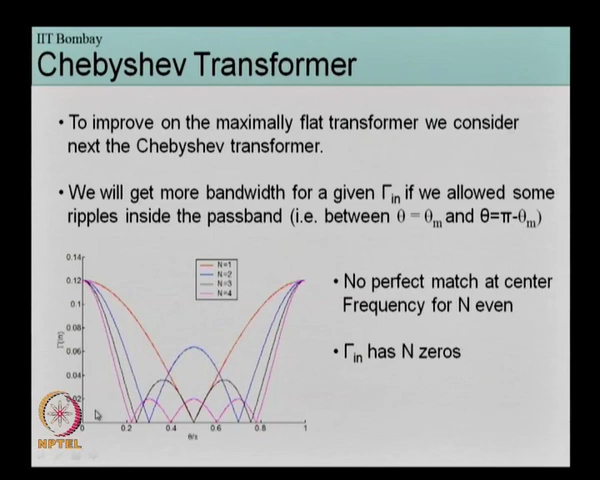 IIT Bombay
Chebyshev Transformer
• To improve on the maximally flat transformer we consider
next the Chebyshev transformer.
• We will get more bandwidth for a given Γin if we allowed some
ripples inside the passband (i.e. between θ = θm and θ=π-θm)
0.14
0.12
0.1
0.08
0.06
0.04
0.02
0
0.2
0.4
0.6
0.8
1
N=1
N=2
N=3
N=4
• No perfect match at center
Frequency for N even
• Γin has N zeros
NPTEL